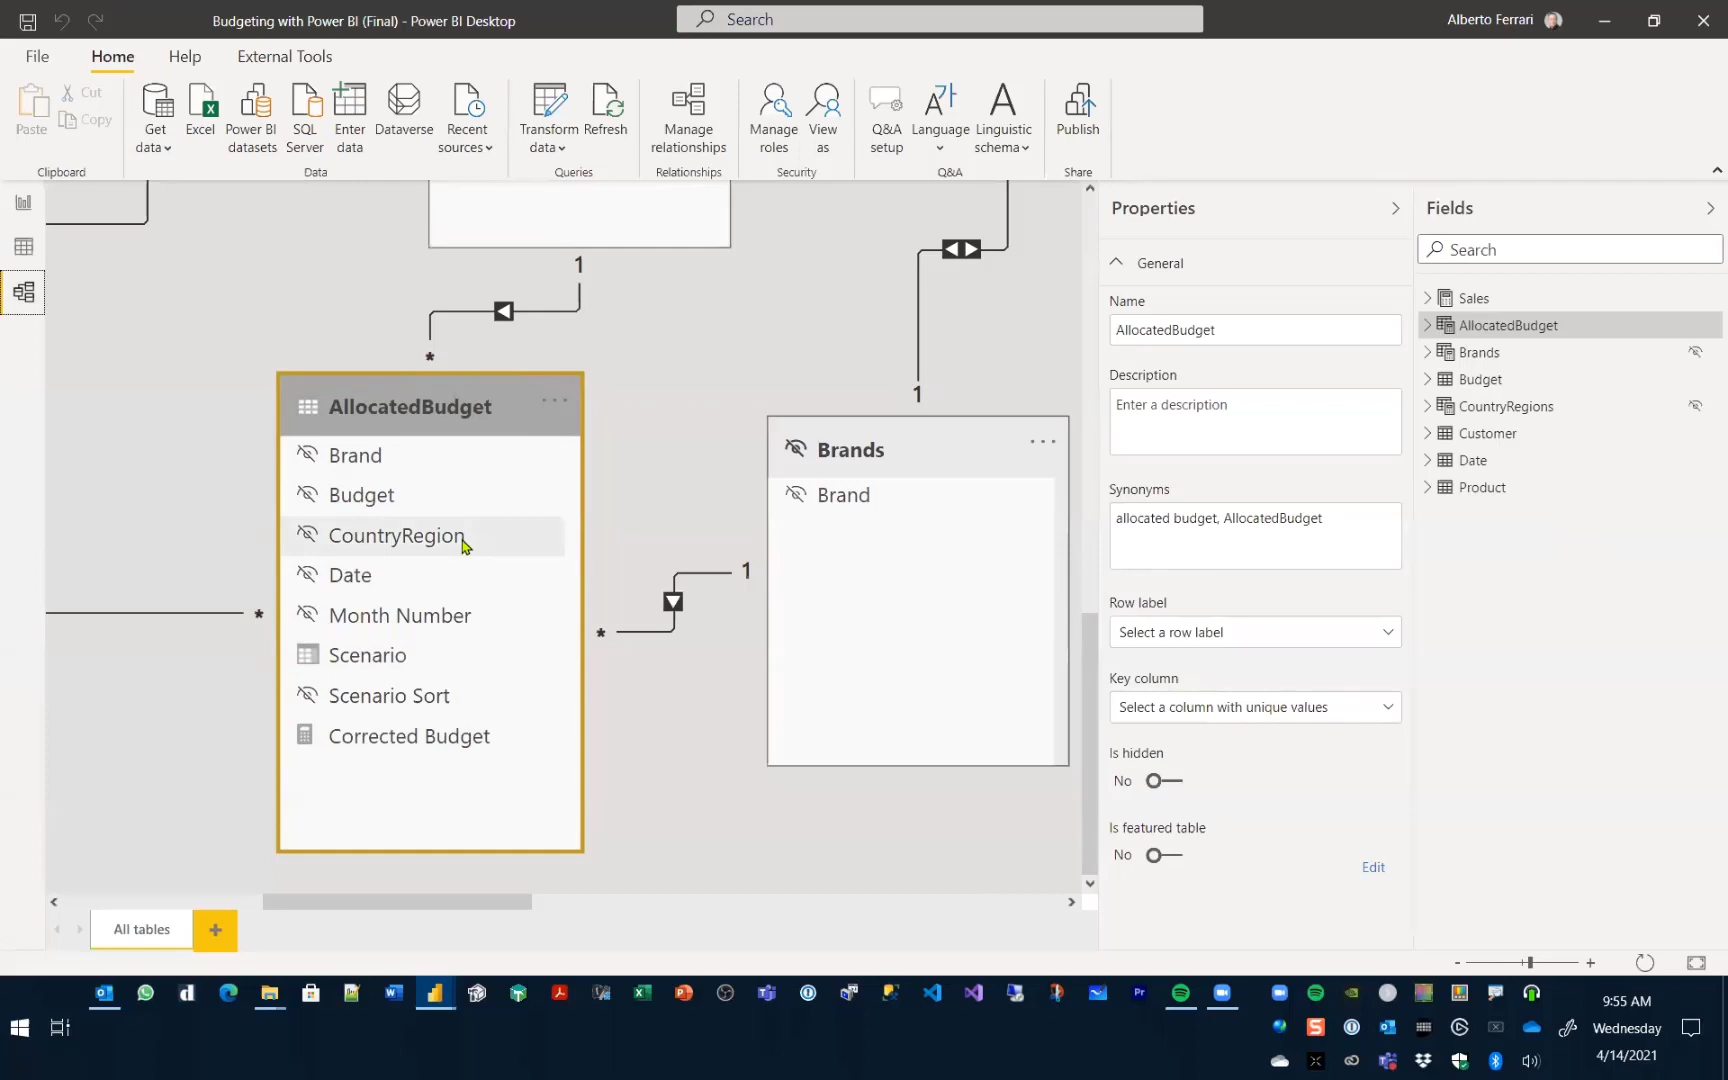 Budgeting with Power BI (Final) - Power BI Desktop
Search
Alberto Ferrari
File
Home
Help
External Tools
Paste
Cut
Copy
Get data
Excel
Power BI datasets
SQL Server
Enter data
Dataverse
Recent sources
Transform data
Refresh
Manage relationships
Manage roles
View as
Q&A setup
Language
Linguistic schema
Publish
Clipboard
Data
Queries
Relationships
Security
Q&A
Share
1
*
1
AllocatedBudget
...
Brand
Budget
CountryRegion
Date
Month Number
Scenario
Scenario Sort
Corrected Budget
*
*
1
Brands
...
Brand
Properties
General
Name
AllocatedBudget
Description
Enter a description
Synonyms
allocated budget, AllocatedBudget
Row label
Select a row label
Key column
Select a column with unique values
Is hidden
No
Is featured table
No
Edit
Fields
Search
Sales
AllocatedBudget
Brands
Budget
CountryRegions
Customer
Date
Product
All tables
+
- +
9:55 AM
Wednesday
4/14/2021